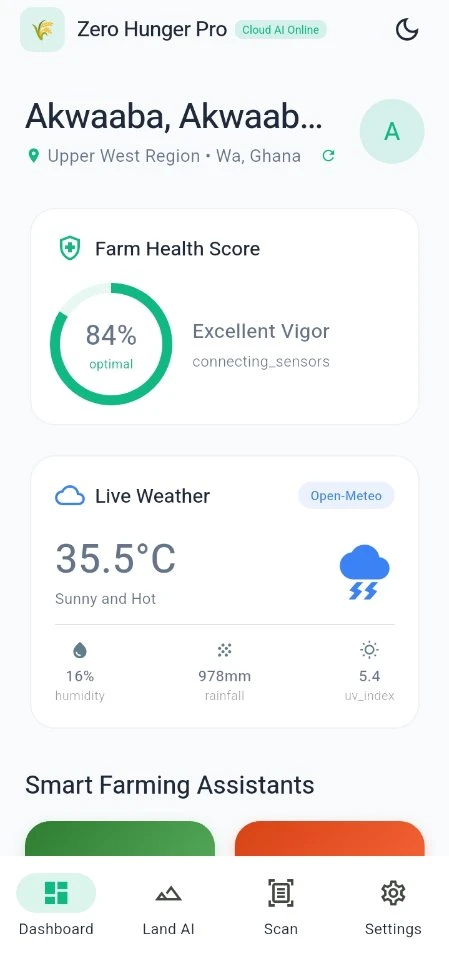 Zero Hunger Pro Cloud AI Online
Akwaaba, Akwaab...
Upper West Region • Wa, Ghana
A
Farm Health Score
84%
optimal
Excellent Vigor
connecting_sensors
Live Weather Open-Meteo
35.5°C
Sunny and Hot
16% 978mm 5.4
humidity rainfall uv_index
Smart Farming Assistants
Dashboard Land AI Scan Settings